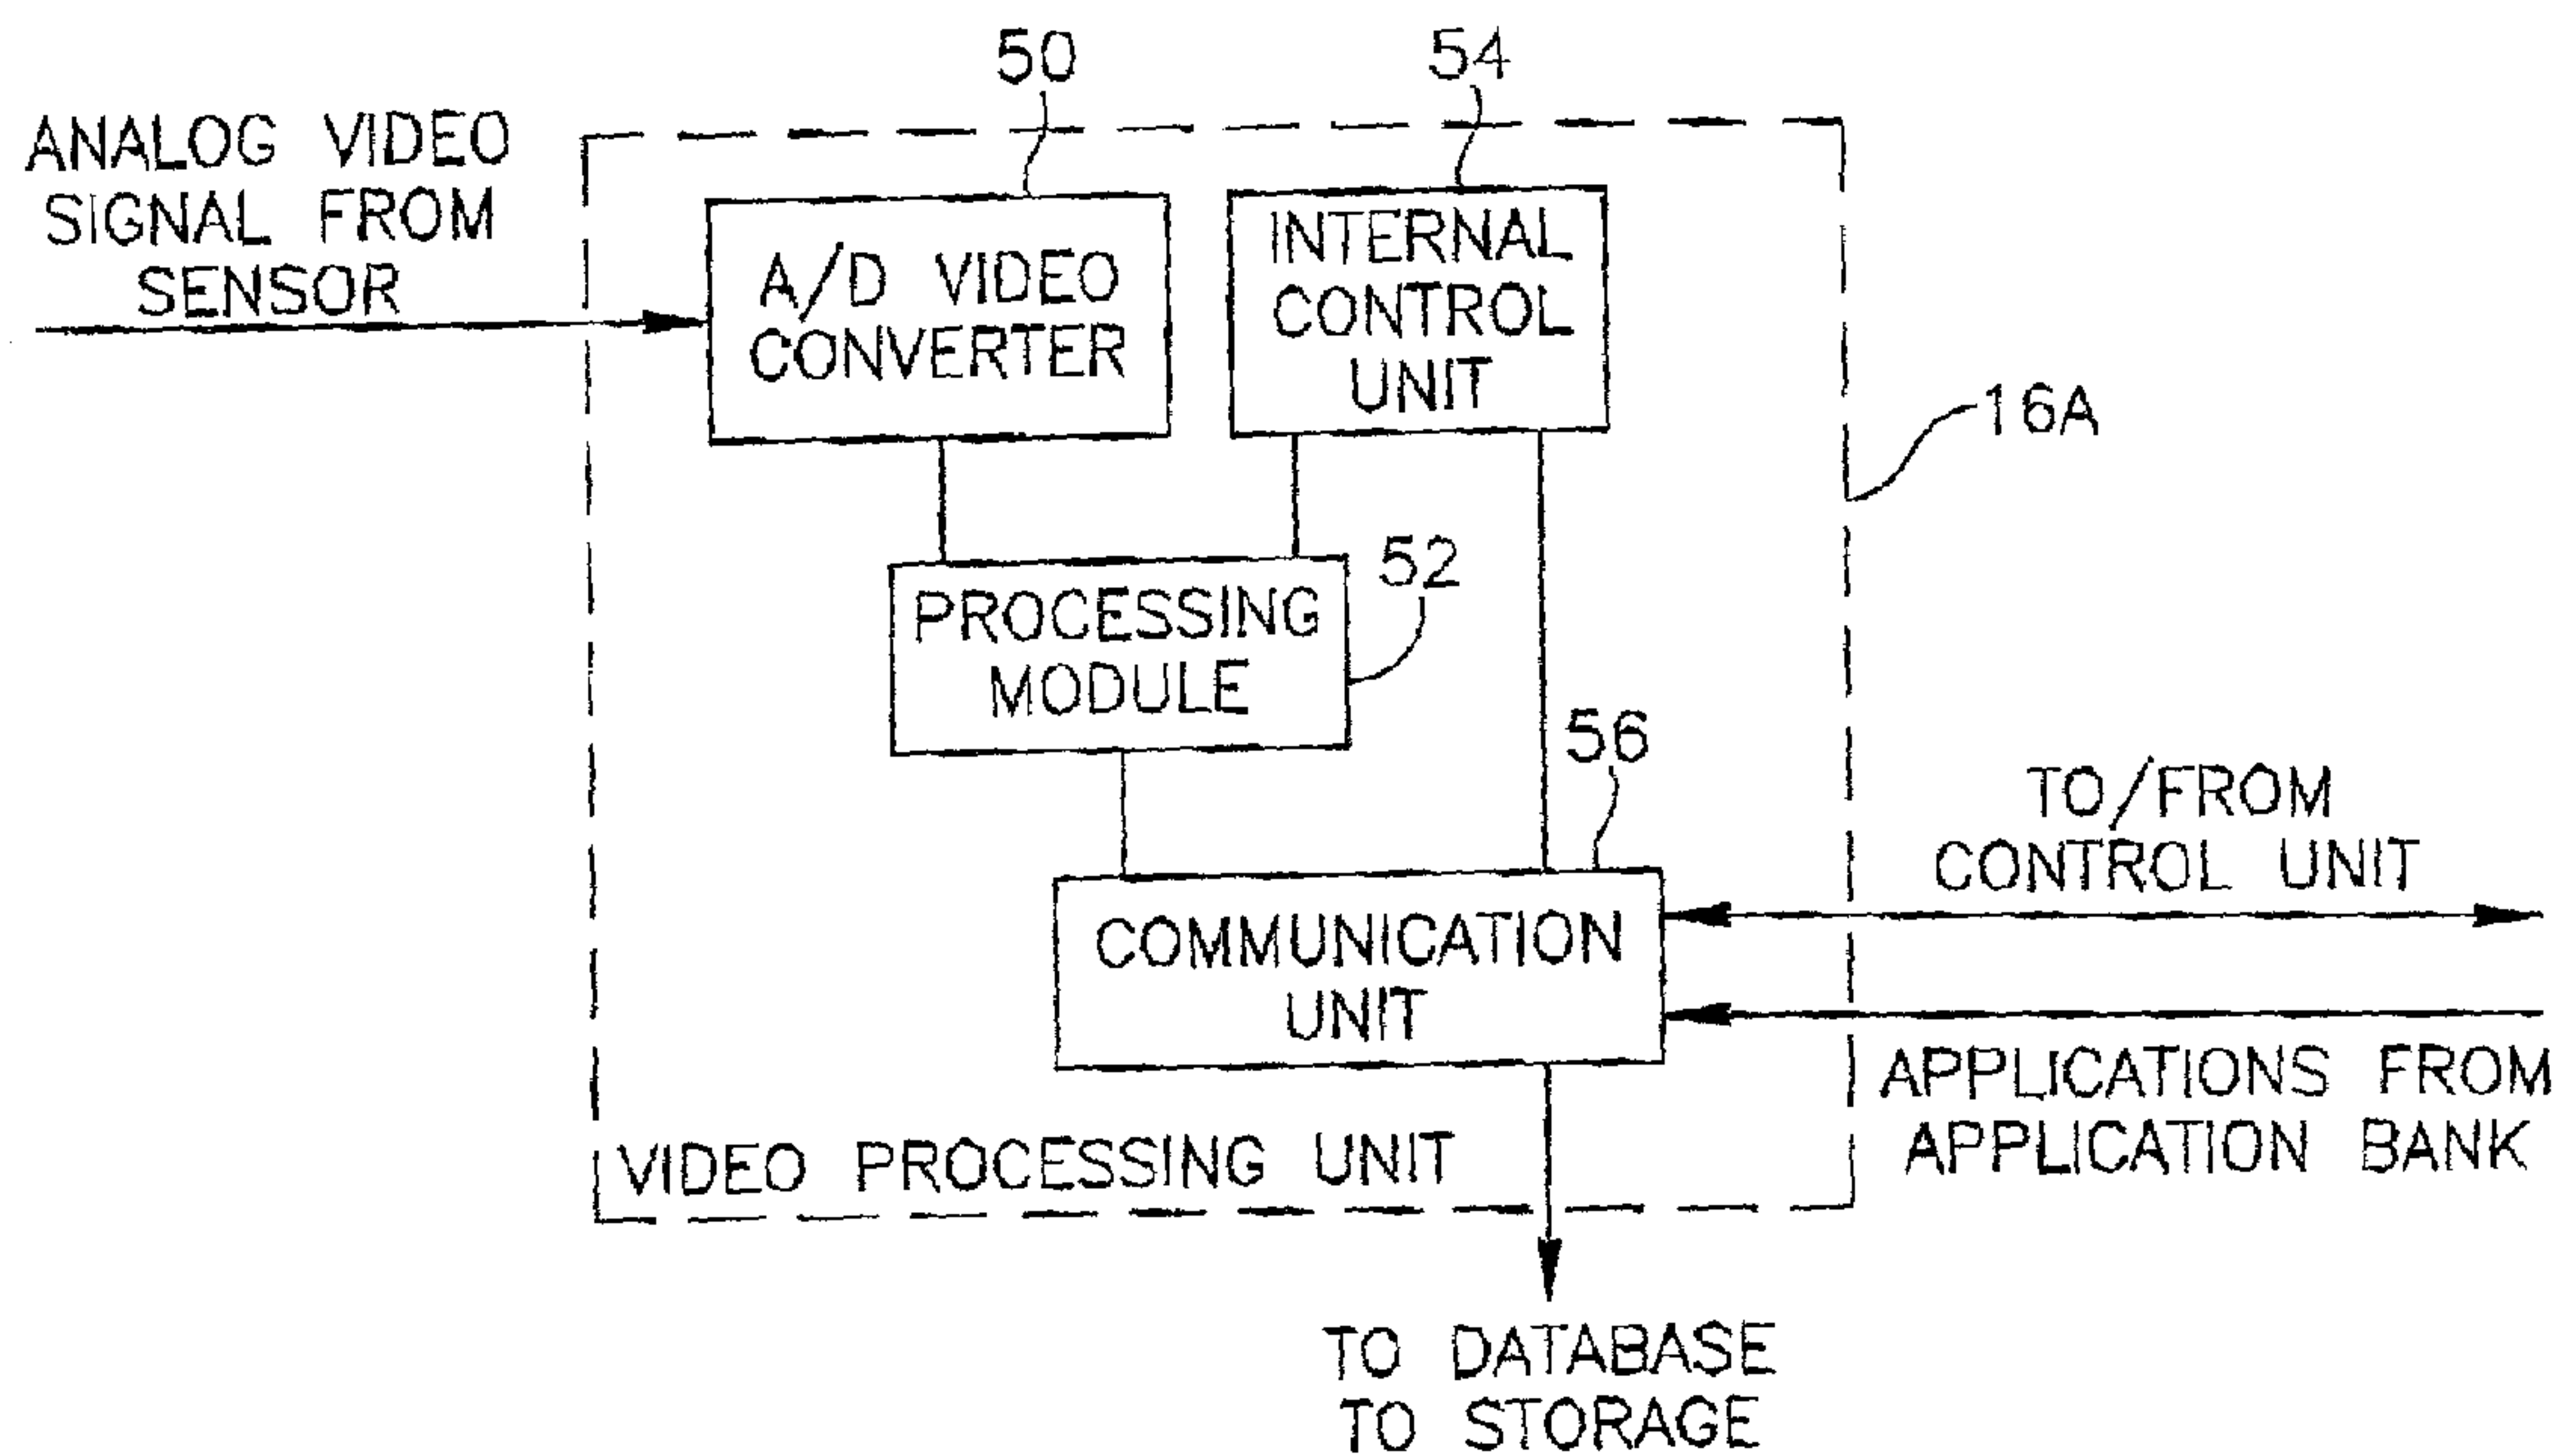 50
54
ANALOG VIDEO
SIGNAL FROM
SENSOR
A/D VIDEO
CONVERTER
INTERNAL
CONTROL
UNIT
16A
52
PROCESSING
MODULE
56
TO/FROM
CONTROL UNIT
COMMUNICATION
UNIT
APPLICATIONS FROM
APPLICATION BANK
VIDEO PROCESSING UNIT
TO DATABASE
TO STORAGE